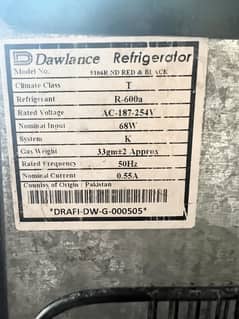 D Dawlance Refrigerator
Model No. 9106R ND RED & BLACK
Climate Class T
Refrigerant R-600a
Rated Voltage AC-187-254V
Nominat Input 68W
System K
Gas Weight 33gm±2 Approx
Rated Frequency 50Hz
Nominal Current 0.55A
Country of Origin : Pakistan
*DRAFI-DW-G-000505*